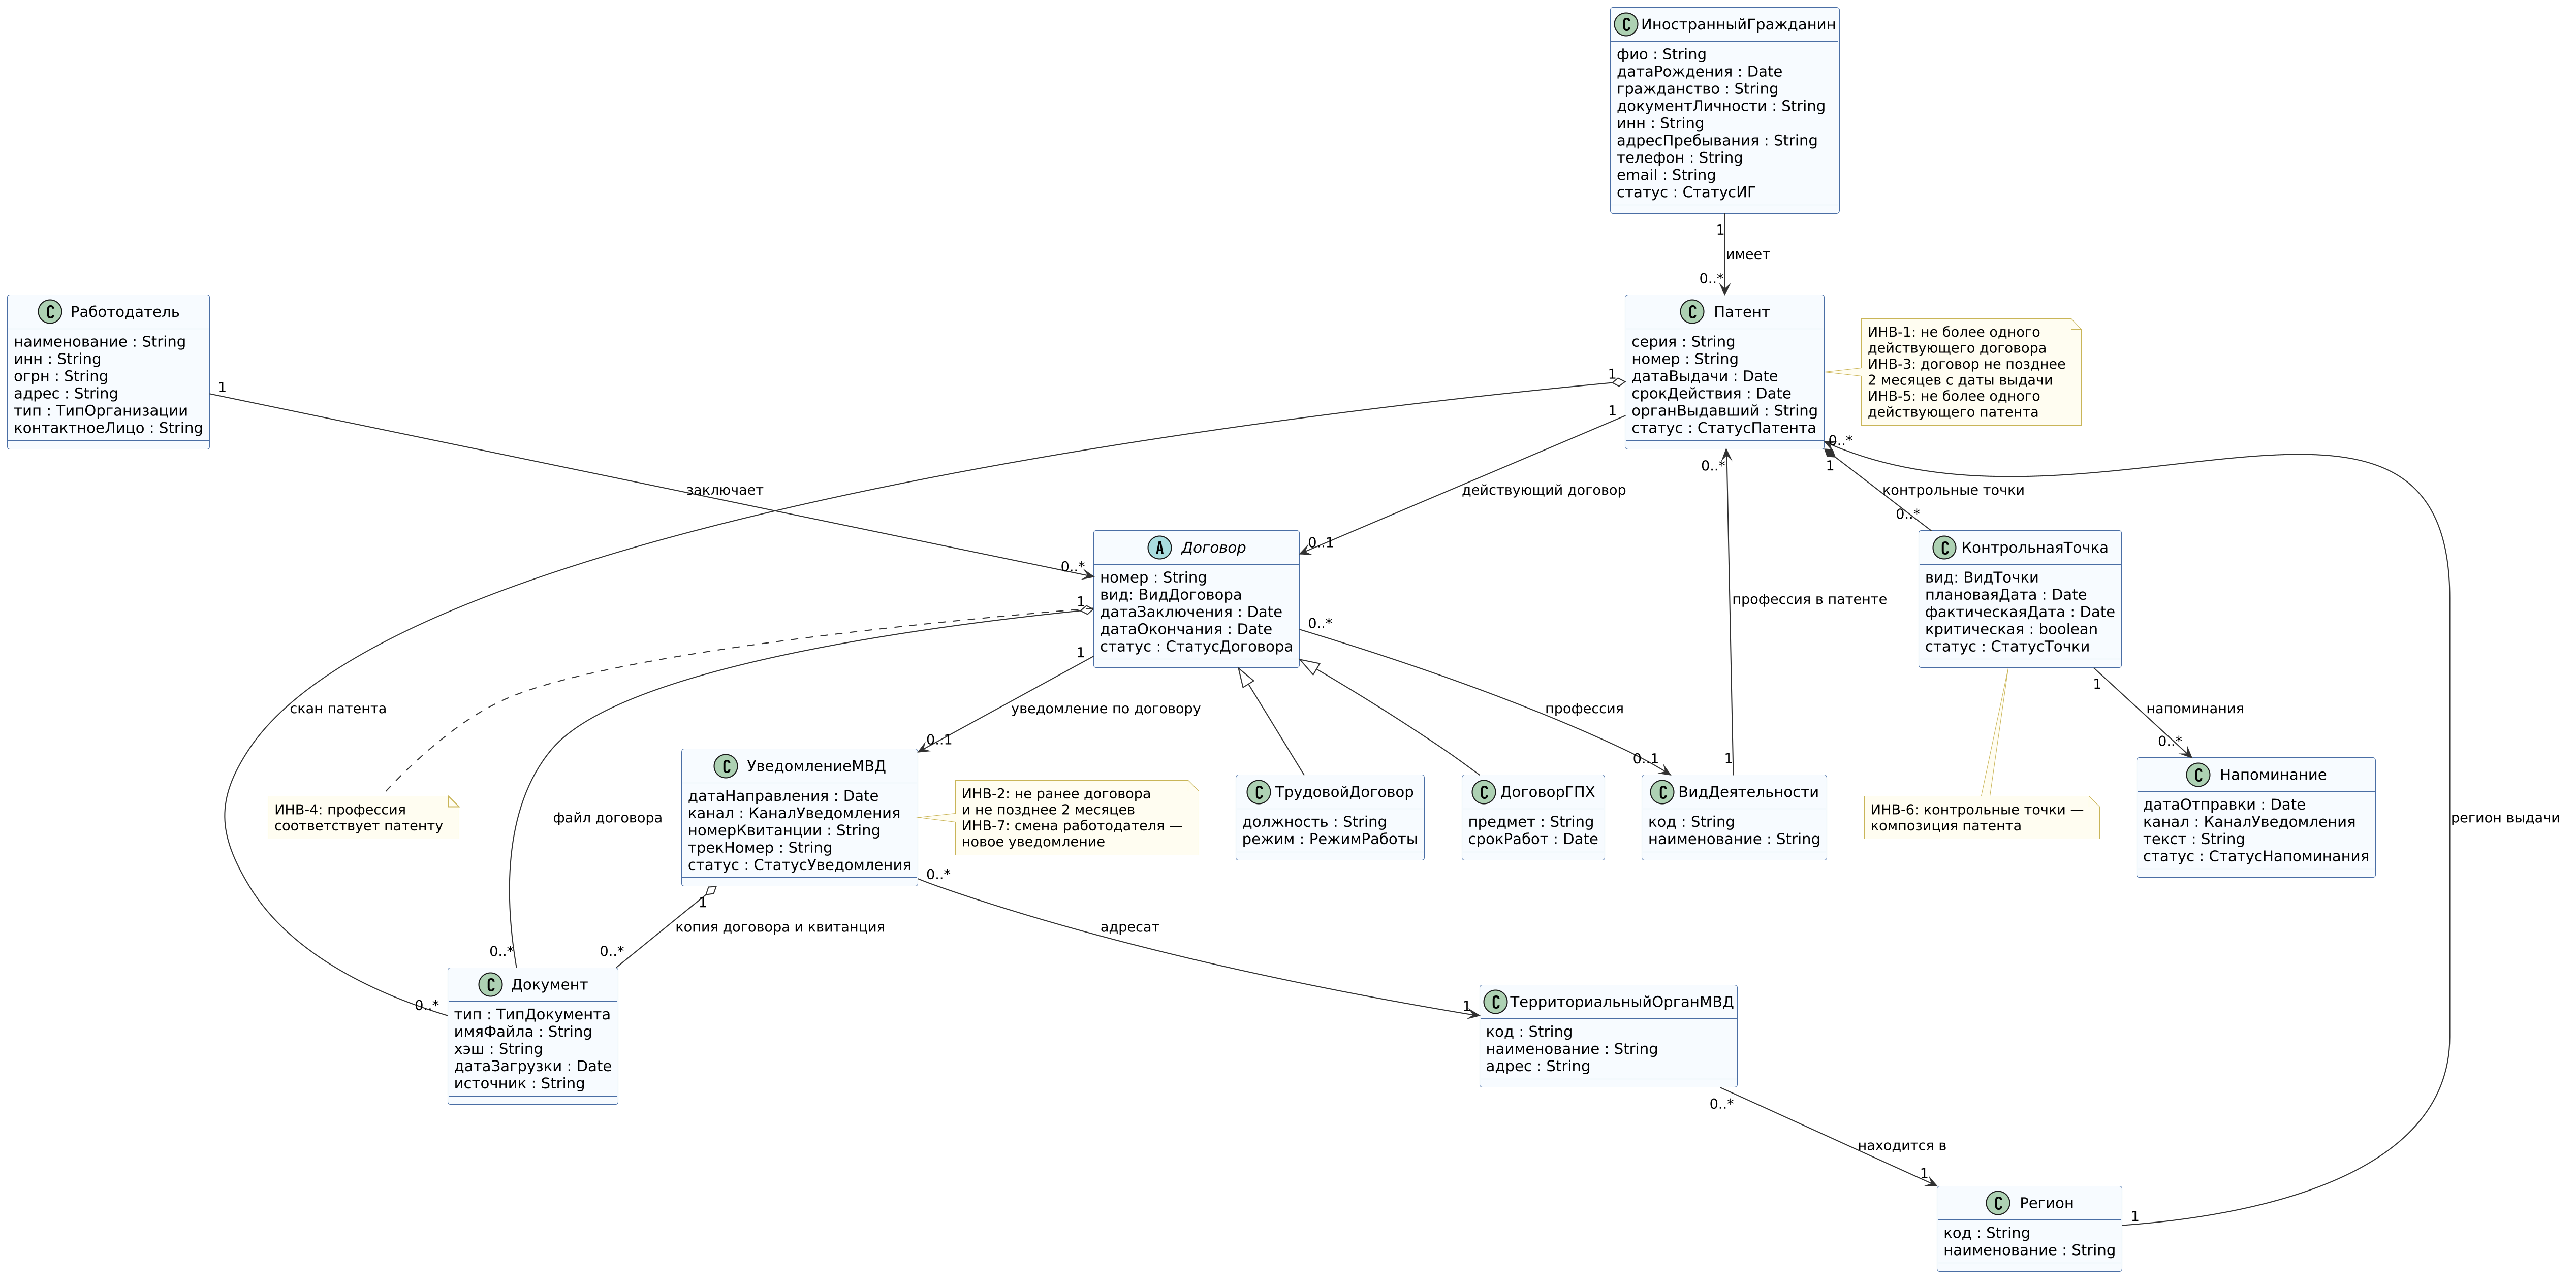 ИностранныйГражданин
фио : String
датаРождения : Date
гражданство : String
документЛичности : String
инн : String
адресПребывания : String
телефон : String
email : String
статус : СтатусИГ
1
имеет
0..*
Работодатель
наименование : String
инн : String
огрн : String
адрес : String
тип : ТипОрганизации
контактноеЛицо : String
1
заключает
0..*
Патент
серия : String
номер : String
датаВыдачи : Date
срокДействия : Date
органВыдавший : String
статус : СтатусПатента
ИНВ-1: не более одного
действующего договора
ИНВ-3: договор не позднее
2 месяцев с даты выдачи
ИНВ-5: не более одного
действующего патента
1
1
0..*
0..*
1
действующий договор
0..1
контрольные точки
0..*
профессия в патенте
Договор
номер : String
вид: ВидДоговора
датаЗаключения : Date
датаОкончания : Date
статус : СтатусДоговора
1
1
0..*
КонтрольнаяТочка
вид: ВидТочки
плановаяДата : Date
фактическаяДата : Date
критическая : boolean
статус : СтатусТочки
1
скан патента
уведомление по договору
0..1
профессия
0..1
1
напоминания
0..*
УведомлениеМВД
датаНаправления : Date
канал : КаналУведомления
номерКвитанции : String
трекНомер : String
статус : СтатусУведомления
ИНВ-4: профессия
соответствует патенту
файл договора
ИНВ-2: не ранее договора
и не позднее 2 месяцев
ИНВ-7: смена работодателя —
новое уведомление
ТрудовойДоговор
должность : String
режим : РежимРаботы
ДоговорГПХ
предмет : String
срокРабот : Date
ВидДеятельности
код : String
наименование : String
ИНВ-6: контрольные точки —
композиция патента
Напоминание
датаОтправки : Date
канал : КаналУведомления
текст : String
статус : СтатусНапоминания
регион выдачи
1
0..*
копия договора и квитанция
адресат
0..*
0..*
0..*
1
Документ
тип : ТипДокумента
имяФайла : String
хэш : String
датаЗагрузки : Date
источник : String
ТерриториальныйОрганМВД
код : String
наименование : String
адрес : String
0..*
находится в
1
Регион
код : String
наименование : String
1